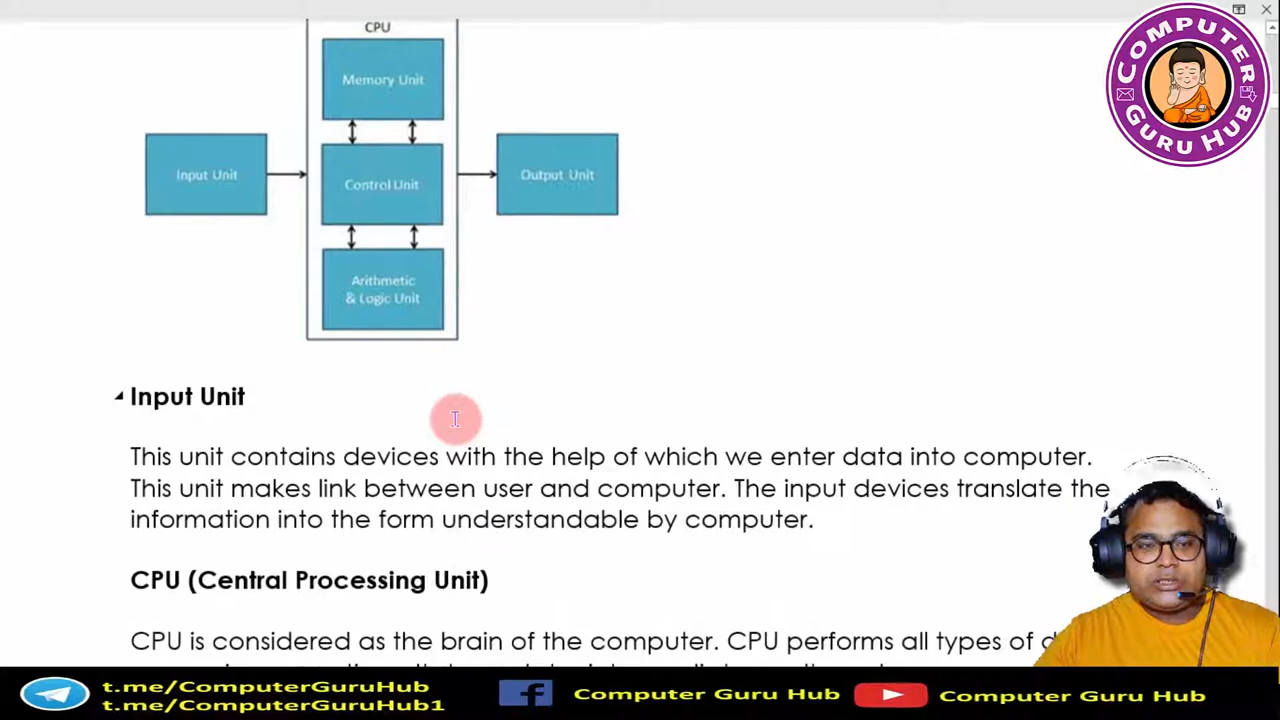 CPU
Memory Unit
Input Unit
Control Unit
Output Unit
Arithmetic
& Logic Unit
COMPUTER
GURU HUB
Input Unit
This unit contains devices with the help of which we enter data into computer.
This unit makes link between user and computer. The input devices translate the
information into the form understandable by computer.
CPU (Central Processing Unit)
CPU is considered as the brain of the computer. CPU performs all types of
t.me/ComputerGuruHub
t.me/ComputerGuruHub1
Computer Guru Hub
Computer Guru Hub